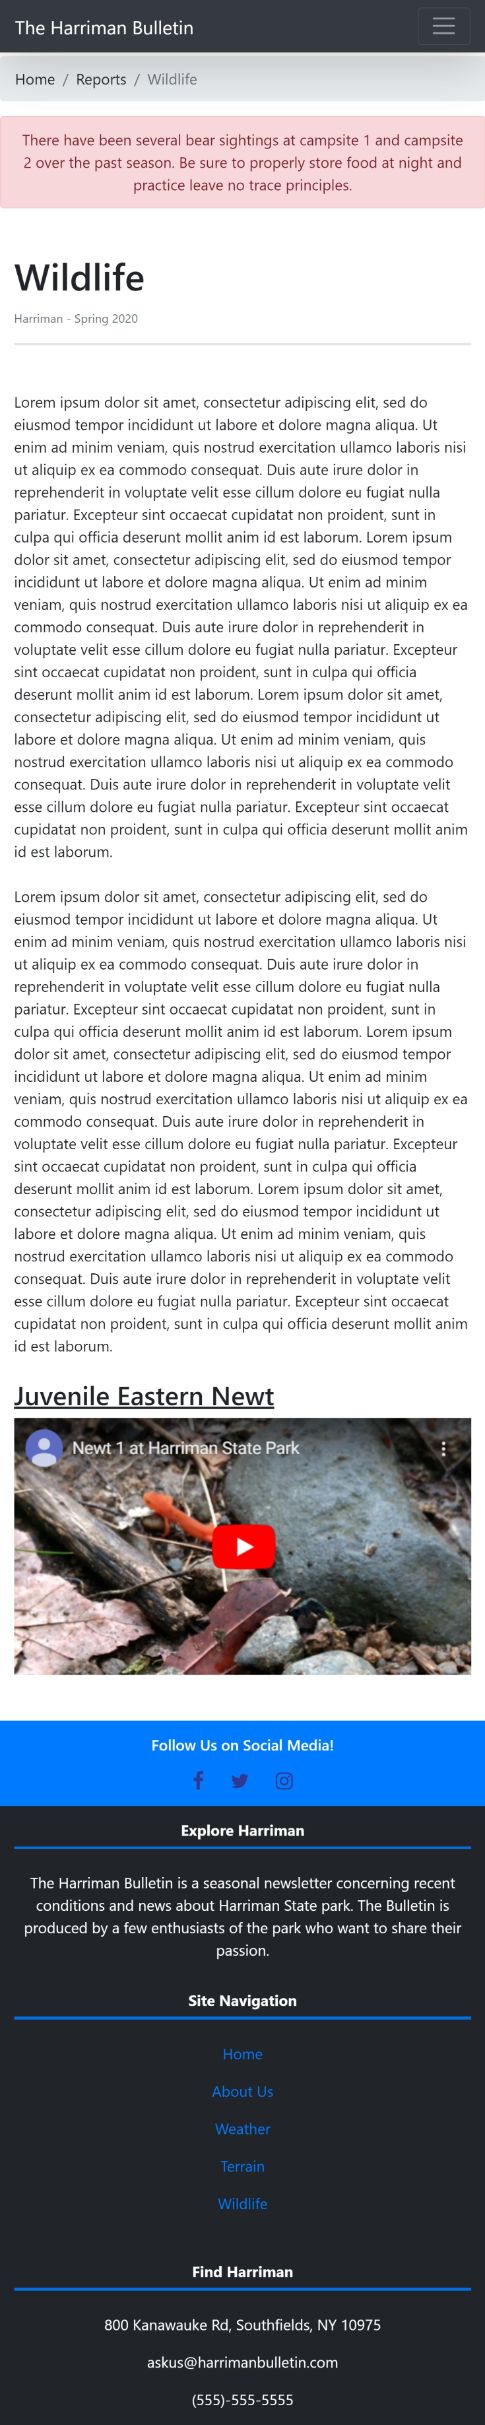 The Harriman Bulletin
Home / Reports / Wildlife
There have been several bear sightings at campsite 1 and campsite
2 over the past season. Be sure to properly store food at night and
practice leave no trace principles.
Wildlife
Harriman - Spring 2020
Lorem ipsum dolor sit amet, consectetur adipiscing elit, sed do
eiusmod tempor incididunt ut labore et dolore magna aliqua. Ut
enim ad minim veniam, quis nostrud exercitation ullamco laboris nisi
ut aliquip ex ea commodo consequat. Duis aute irure dolor in
reprehenderit in voluptate velit esse cillum dolore eu fugiat nulla
pariatur. Excepteur sint occaecat cupidatat non proident, sunt in
culpa qui officia deserunt mollit anim id est laborum. Lorem ipsum
dolor sit amet, consectetur adipiscing elit, sed do eiusmod tempor
incididunt ut labore et dolore magna aliqua. Ut enim ad minim
veniam, quis nostrud exercitation ullamco laboris nisi ut aliquip ex ea
commodo consequat. Duis aute irure dolor in reprehenderit in
voluptate velit esse cillum dolore eu fugiat nulla pariatur. Excepteur
sint occaecat cupidatat non proident, sunt in culpa qui officia
deserunt mollit anim id est laborum. Lorem ipsum dolor sit amet,
consectetur adipiscing elit, sed do eiusmod tempor incididunt ut
labore et dolore magna aliqua. Ut enim ad minim veniam, quis
nostrud exercitation ullamco laboris nisi ut aliquip ex ea commodo
consequat. Duis aute irure dolor in reprehenderit in voluptate velit
esse cillum dolore eu fugiat nulla pariatur. Excepteur sint occaecat
cupidatat non proident, sunt in culpa qui officia deserunt mollit anim
id est laborum.
Lorem ipsum dolor sit amet, consectetur adipiscing elit, sed do
eiusmod tempor incididunt ut labore et dolore magna aliqua. Ut
enim ad minim veniam, quis nostrud exercitation ullamco laboris nisi
ut aliquip ex ea commodo consequat. Duis aute irure dolor in
reprehenderit in voluptate velit esse cillum dolore eu fugiat nulla
pariatur. Excepteur sint occaecat cupidatat non proident, sunt in
culpa qui officia deserunt mollit anim id est laborum. Lorem ipsum
dolor sit amet, consectetur adipiscing elit, sed do eiusmod tempor
incididunt ut labore et dolore magna aliqua. Ut enim ad minim
veniam, quis nostrud exercitation ullamco laboris nisi ut aliquip ex ea
commodo consequat. Duis aute irure dolor in reprehenderit in
voluptate velit esse cillum dolore eu fugiat nulla pariatur. Excepteur
sint occaecat cupidatat non proident, sunt in culpa qui officia
deserunt mollit anim id est laborum. Lorem ipsum dolor sit amet,
consectetur adipiscing elit, sed do eiusmod tempor incididunt ut
labore et dolore magna aliqua. Ut enim ad minim veniam, quis
nostrud exercitation ullamco laboris nisi ut aliquip ex ea commodo
consequat. Duis aute irure dolor in reprehenderit in voluptate velit
esse cillum dolore eu fugiat nulla pariatur. Excepteur sint occaecat
cupidatat non proident, sunt in culpa qui officia deserunt mollit anim
id est laborum.
Juvenile Eastern Newt
Newt 1 at Harriman State Park
Follow Us on Social Media!
Explore Harriman
The Harriman Bulletin is a seasonal newsletter concerning recent
conditions and news about Harriman State park. The Bulletin is
produced by a few enthusiasts of the park who want to share their
passion.
Site Navigation
Home
About Us
Weather
Terrain
Wildlife
Find Harriman
800 Kanawauke Rd, Southfields, NY 10975
askus@harrimanbulletin.com
(555)-555-5555